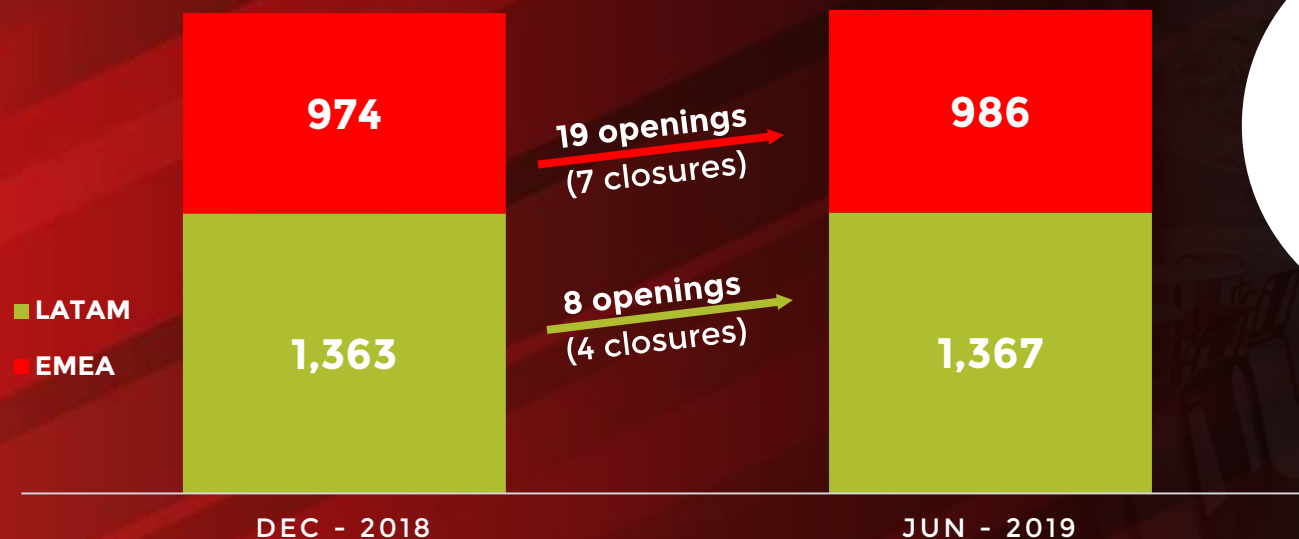 974
986
19 openings
(7 closures)
8 openings
(4 closures)
LATAM
EMEA
1,363
1,367
DEC - 2018
JUN - 2019